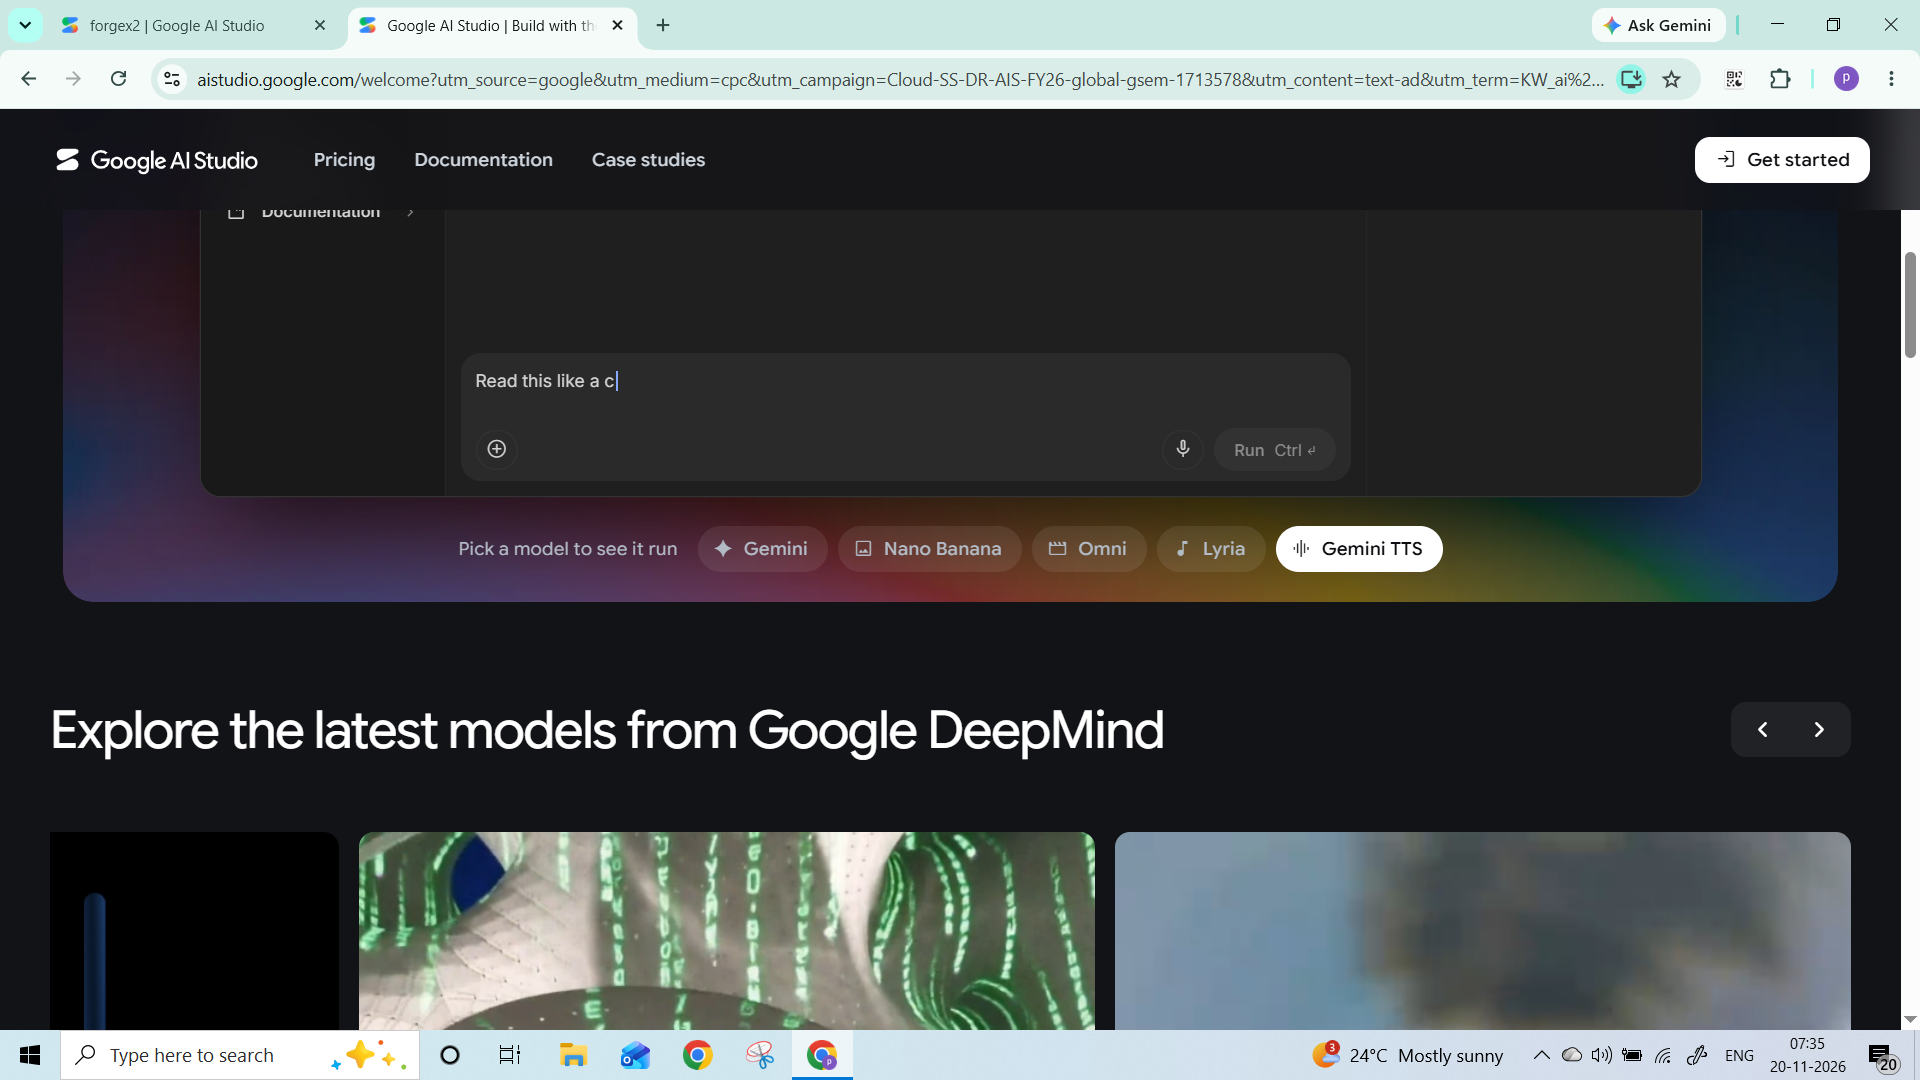 forgex2 | Google AI Studio
Google AI Studio | Build with th
Ask Gemini
aistudio.google.com/welcome?utm_source=google&utm_medium=cpc&utm_campaign=Cloud-SS-DR-AIS-FY26-global-gsem-1713578&utm_content=text-ad&utm_term=KW_ai%2...
P
Google AI Studio
Pricing
Documentation
Case studies
Get started
Documentation
Read this like a c
Run Ctrl ↵
Pick a model to see it run
Gemini
Nano Banana
Omni
Lyria
Gemini TTS
Explore the latest models from Google DeepMind
Type here to search
3
24°C Mostly sunny
ENG
07:35
20-11-2026
20